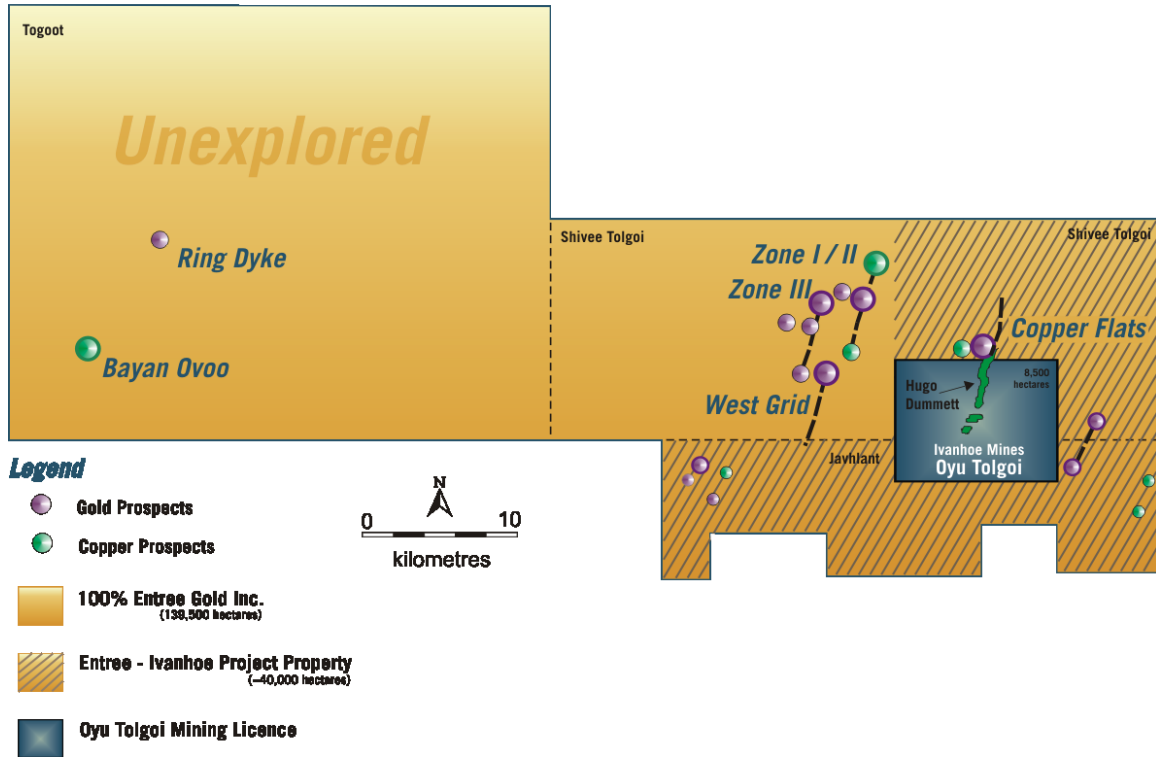 Togoot
Unexplored
Ring Dyke
Bayan Ovoo
Shivee Tolgoi
Shivee Tolgoi
Zone I / II
Zone III
West Grid
Copper Flats
8,500
hectares
Hugo
Dummett
Ivanhoe Mines
Oyu Tolgoi
Javhlant
Legend
Gold Prospects
Copper Prospects
100% Entree Gold Inc.
(139,500 hectares)
Entree - Ivanhoe Project Property
(~40,000 hectares)
Oyu Tolgoi Mining Licence
N
0 10
kilometres